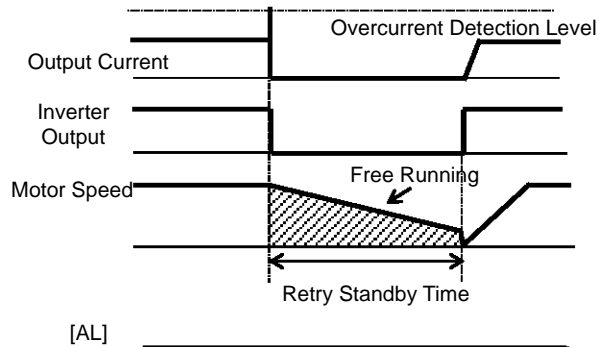 Overcurrent Detection Level
Output Current
Inverter
Output
Free Running
Motor Speed
Retry Standby Time
[AL]